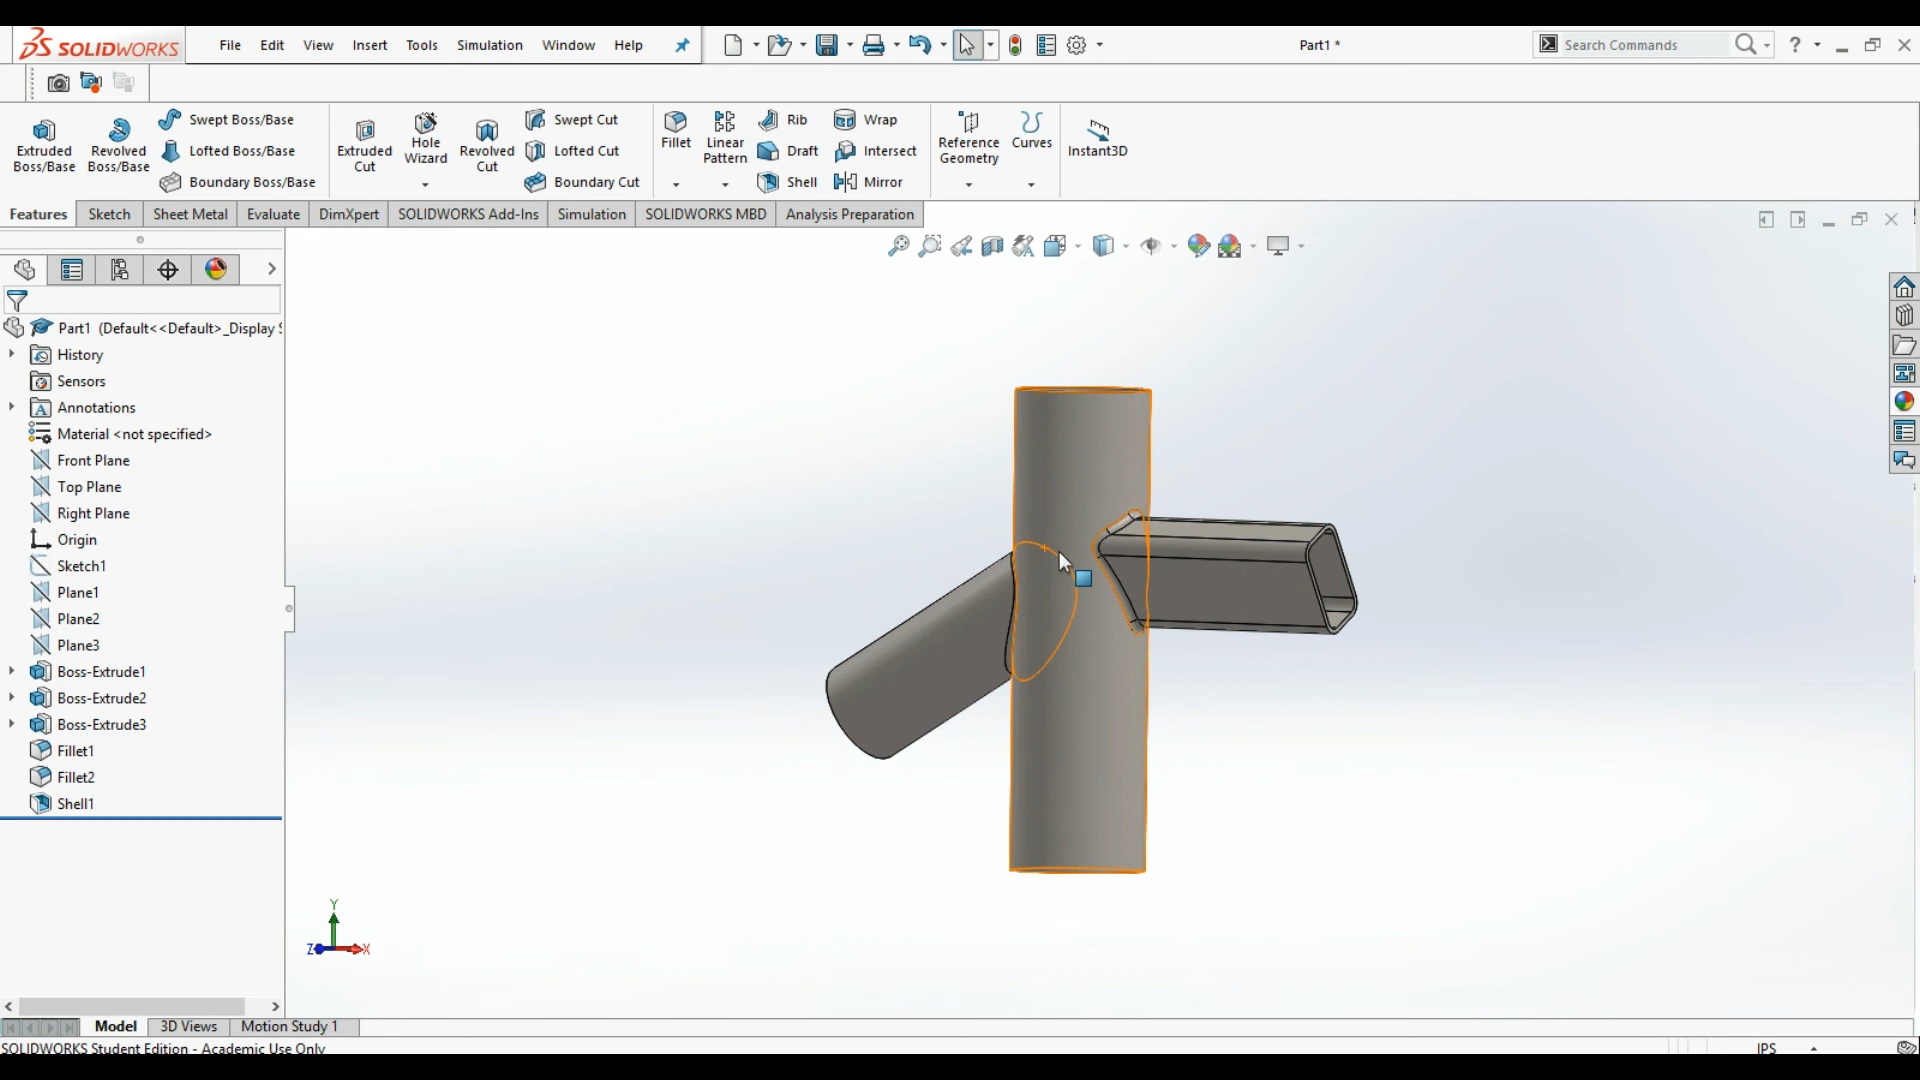 SOLIDWORKS File Edit View Insert Tools Simulation Window Help Part1 * Search Commands ?
Extruded Boss/Base
Revolved Boss/Base
Swept Boss/Base
Lofted Boss/Base
Boundary Boss/Base
Extruded Cut
Hole Wizard
Revolved Cut
Swept Cut
Lofted Cut
Boundary Cut
Fillet
Linear Pattern
Rib
Draft
Shell
Wrap
Intersect
Mirror
Reference Geometry
Curves
Instant3D
Features Sketch Sheet Metal Evaluate DimXpert SOLIDWORKS Add-Ins Simulation SOLIDWORKS MBD Analysis Preparation
Part1 (Default<<Default>_Display S
History
Sensors
A Annotations
Material <not specified>
Front Plane
Top Plane
Right Plane
Origin
Sketch1
Plane1
Plane2
Plane3
Boss-Extrude1
Boss-Extrude2
Boss-Extrude3
Fillet1
Fillet2
Shell1
Y
Z X
Model 3D Views Motion Study 1
SOLIDWORKS Student Edition - Academic Use Only IPS